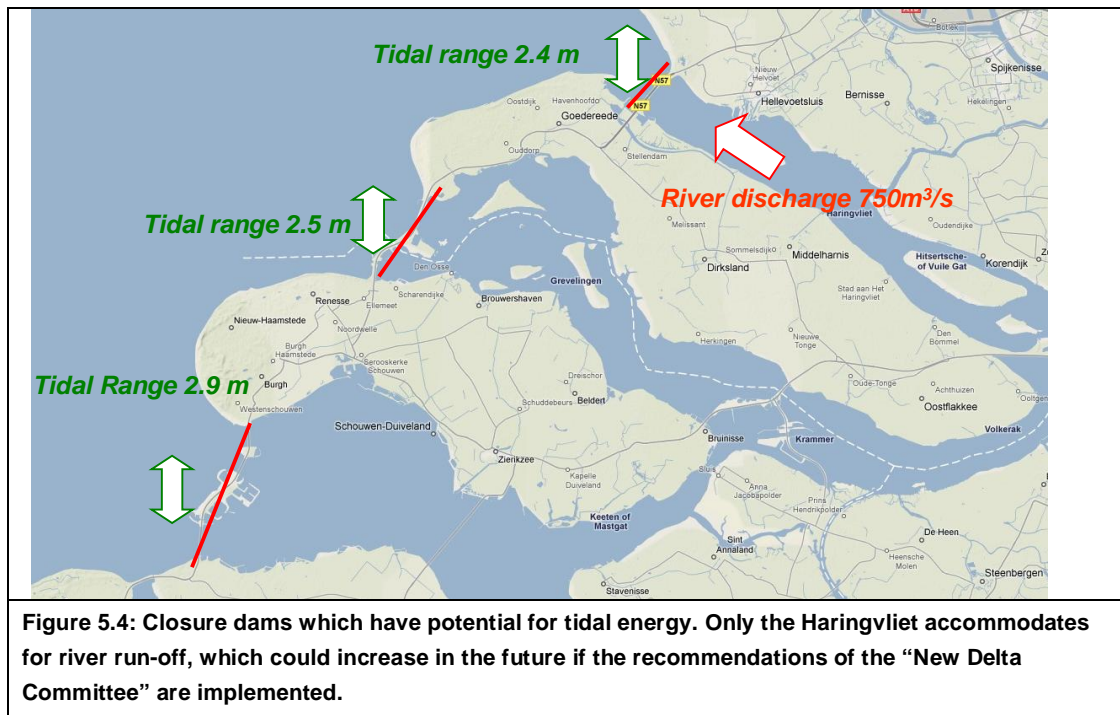 Tidal range 2.4 m
Botlek
Spijkenisse
Nieuw
Helvoet
Bernisse
Hekelingen
Hellevoetsluis
N57
N57
Oostdijk
Havenhoofd
Goedereede
Ouddorp
Stellendam
River discharge 750m³/s
Haringvliet
Tidal range 2.5 m
Melissant
Oudendijke
Sommelsdijk
Middelharnis
Hitsertsche-
of Vuile Gat
Korendijk
Dirksland
Den Osse
Grevelingen
Stad aan Het
Haringvliet
Scharendijke
Renesse
Ellemeet
Brouwershaven
Nieuw-Haamstede
Noordwelle
Herkingen
Nieuwe
Tonge
Den
Bommel
Burgh
Haamstede
Serooskerke
Schouwen
Tidal Range 2.9 m
Burgh
Dreischor
Oude-Tonge
Achthuizen
Ooltgen
Westenschouwen
Schuddebeurs
Beldert
Oostflakkee
Schouwen-Duiveland
Volkerak
Bruinisse
Krammer
Zierikzee
Sluis
Kapelle
Duiveland
Anna
Jacobapolder
Prins
Hendrikpolder
Keeten of
Mastgat
De Heen
Sint
Annaland
Heensche
Molen
Steenbergen
Stavenisse
Figure 5.4: Closure dams which have potential for tidal energy. Only the Haringvliet accommodates
for river run-off, which could increase in the future if the recommendations of the “New Delta
Committee” are implemented.